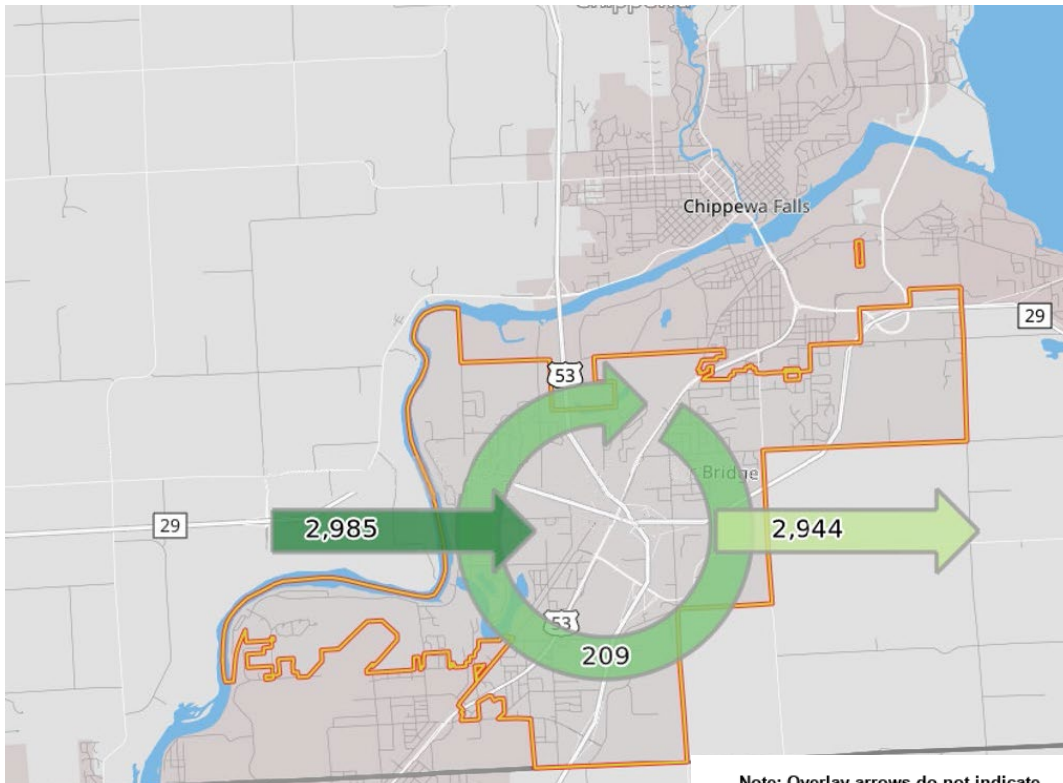 Chippewa Falls
29
53
Bridge
2,985
29
2,944
53
209
Note: Overlay arrows do not indicate